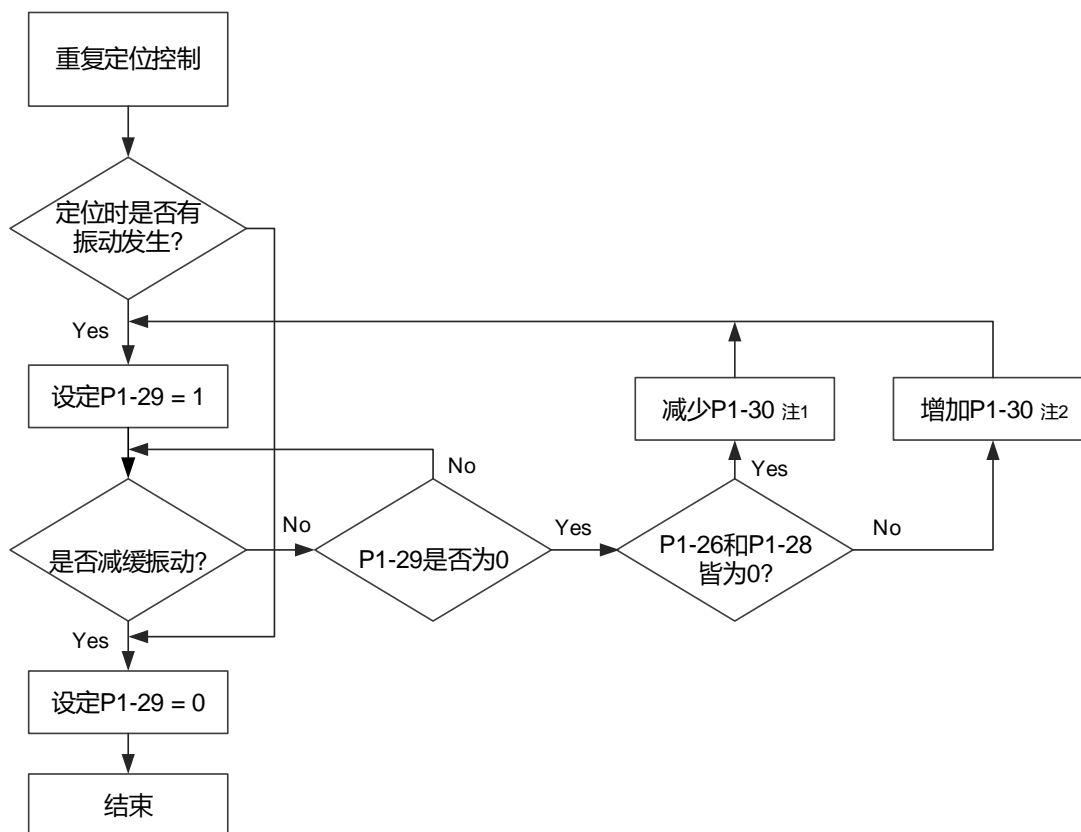 重复定位控制
定位时是否有
振动发生?
Yes
设定P1-29 = 1
减少P1-30 注1
增加P1-30 注2
No
Yes
是否减缓振动?
No
P1-29是否为0
Yes
P1-26和P1-28
皆为0?
No
Yes
设定P1-29 = 0
结束